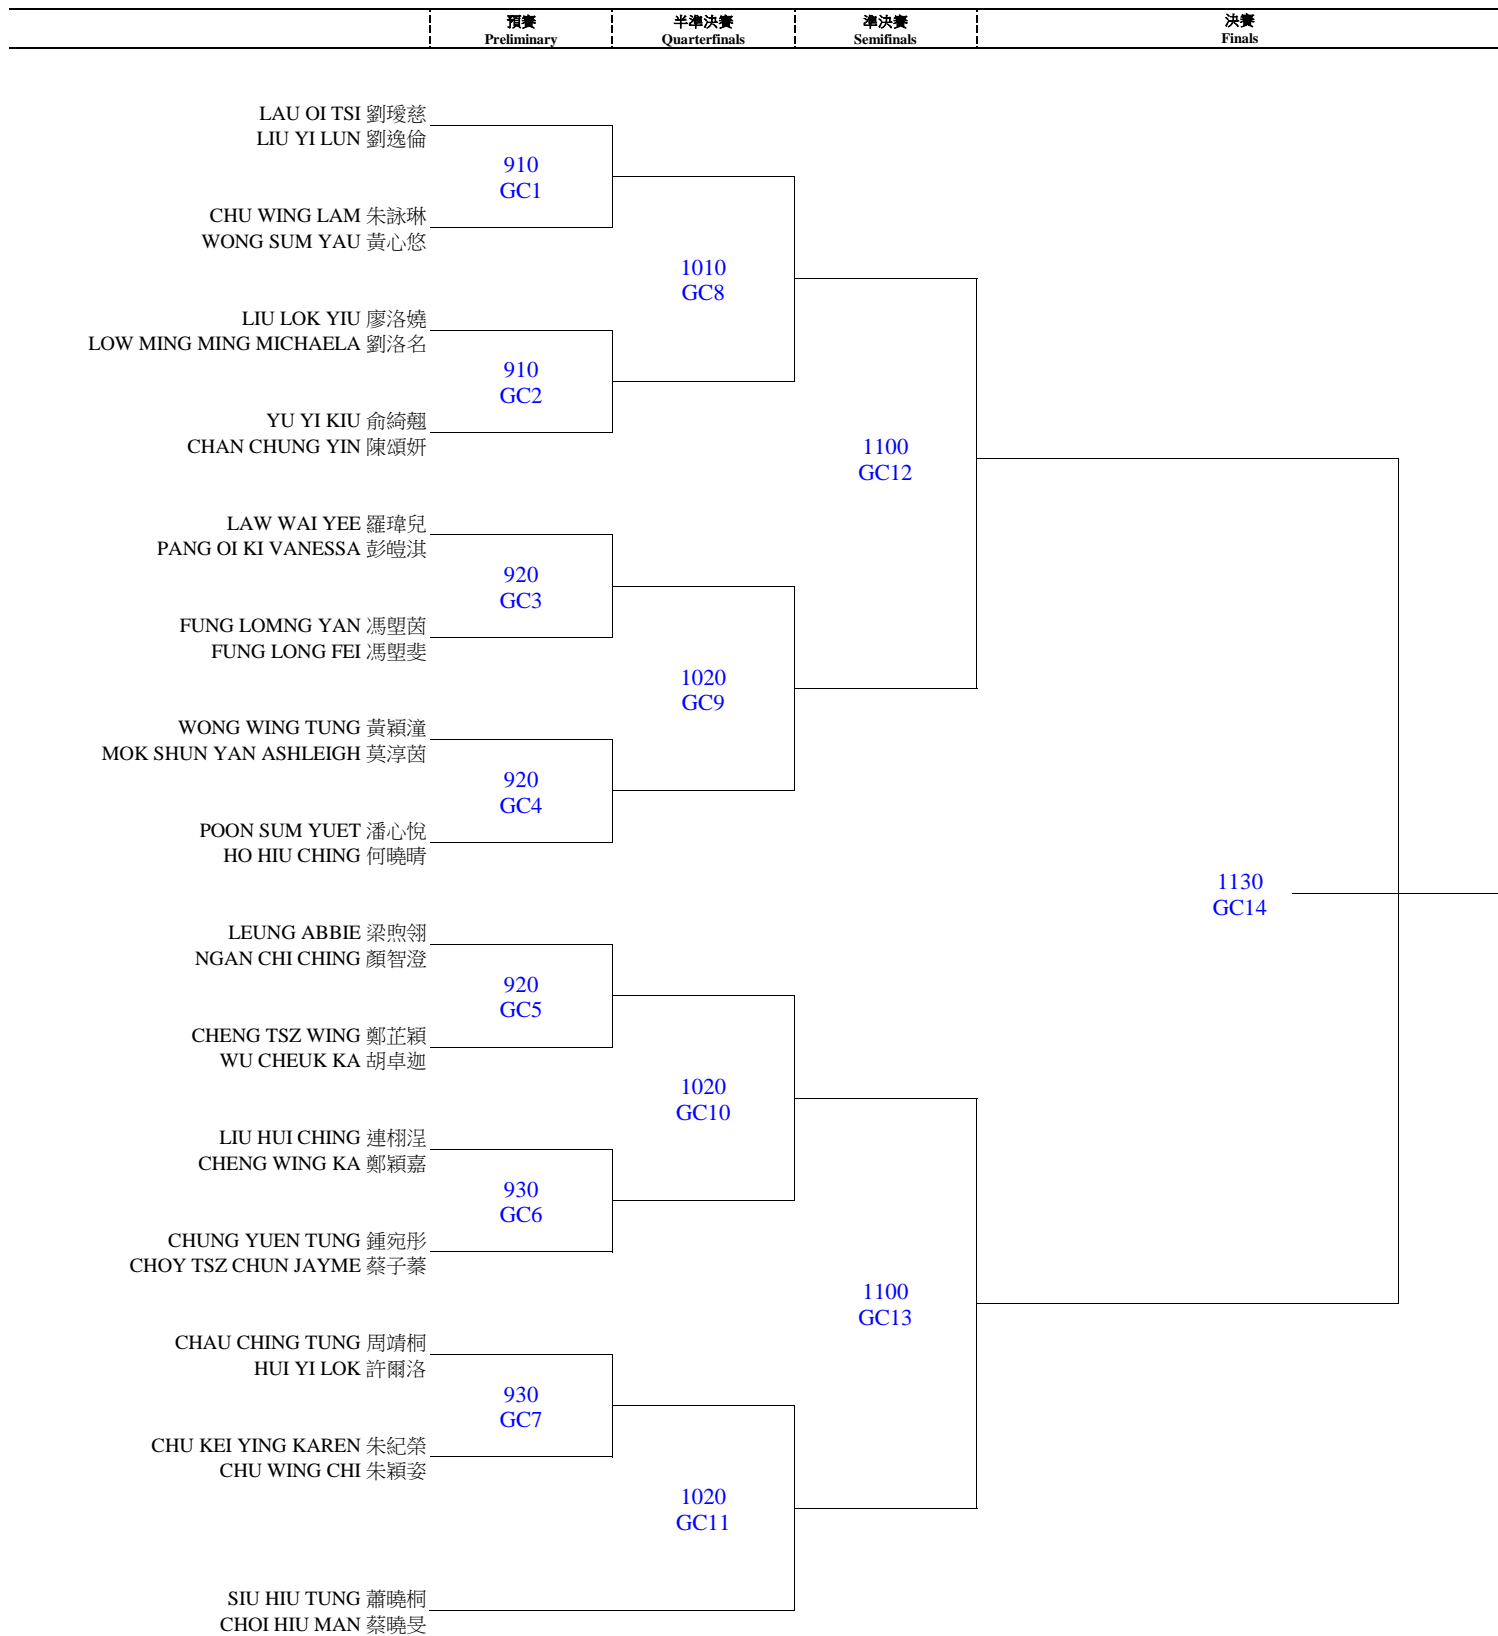 預賽 半準決賽 準決賽 決賽
Preliminary Quarterfinals Semifinals Finals
LAU OI TSI 劉璦慈
LIU YI LUN 劉逸倫
910
GC1
CHU WING LAM 朱詠琳
WONG SUM YAU 黃心悠
1010
GC8
LIU LOK YIU 廖洛嬈
LOW MING MING MICHAELA 劉洛名
910
GC2
YU YI KIU 俞綺翹
CHAN CHUNG YIN 陳頌妍
1100
GC12
LAW WAI YEE 羅瑋兒
PANG OI KI VANESSA 彭皚淇
920
GC3
FUNG LOMNG YAN 馮塱茵
FUNG LONG FEI 馮塱斐
1020
GC9
WONG WING TUNG 黃穎潼
MOK SHUN YAN ASHLEIGH 莫淳茵
920
GC4
POON SUM YUET 潘心悅
HO HIU CHING 何曉晴
1130
GC14
LEUNG ABBIE 梁煦翎
NGAN CHI CHING 顏智澄
920
GC5
CHENG TSZ WING 鄭芷穎
WU CHEUK KA 胡卓迦
1020
GC10
LIU HUI CHING 連栩浧
CHENG WING KA 鄭穎嘉
930
GC6
CHUNG YUEN TUNG 鍾宛彤
CHOY TSZ CHUN JAYME 蔡子蓁
1100
GC13
CHAU CHING TUNG 周靖桐
HUI YI LOK 許爾洛
930
GC7
CHU KEI YING KAREN 朱紀榮
CHU WING CHI 朱穎姿
1020
GC11
SIU HIU TUNG 蕭曉桐
CHOI HIU MAN 蔡曉旻